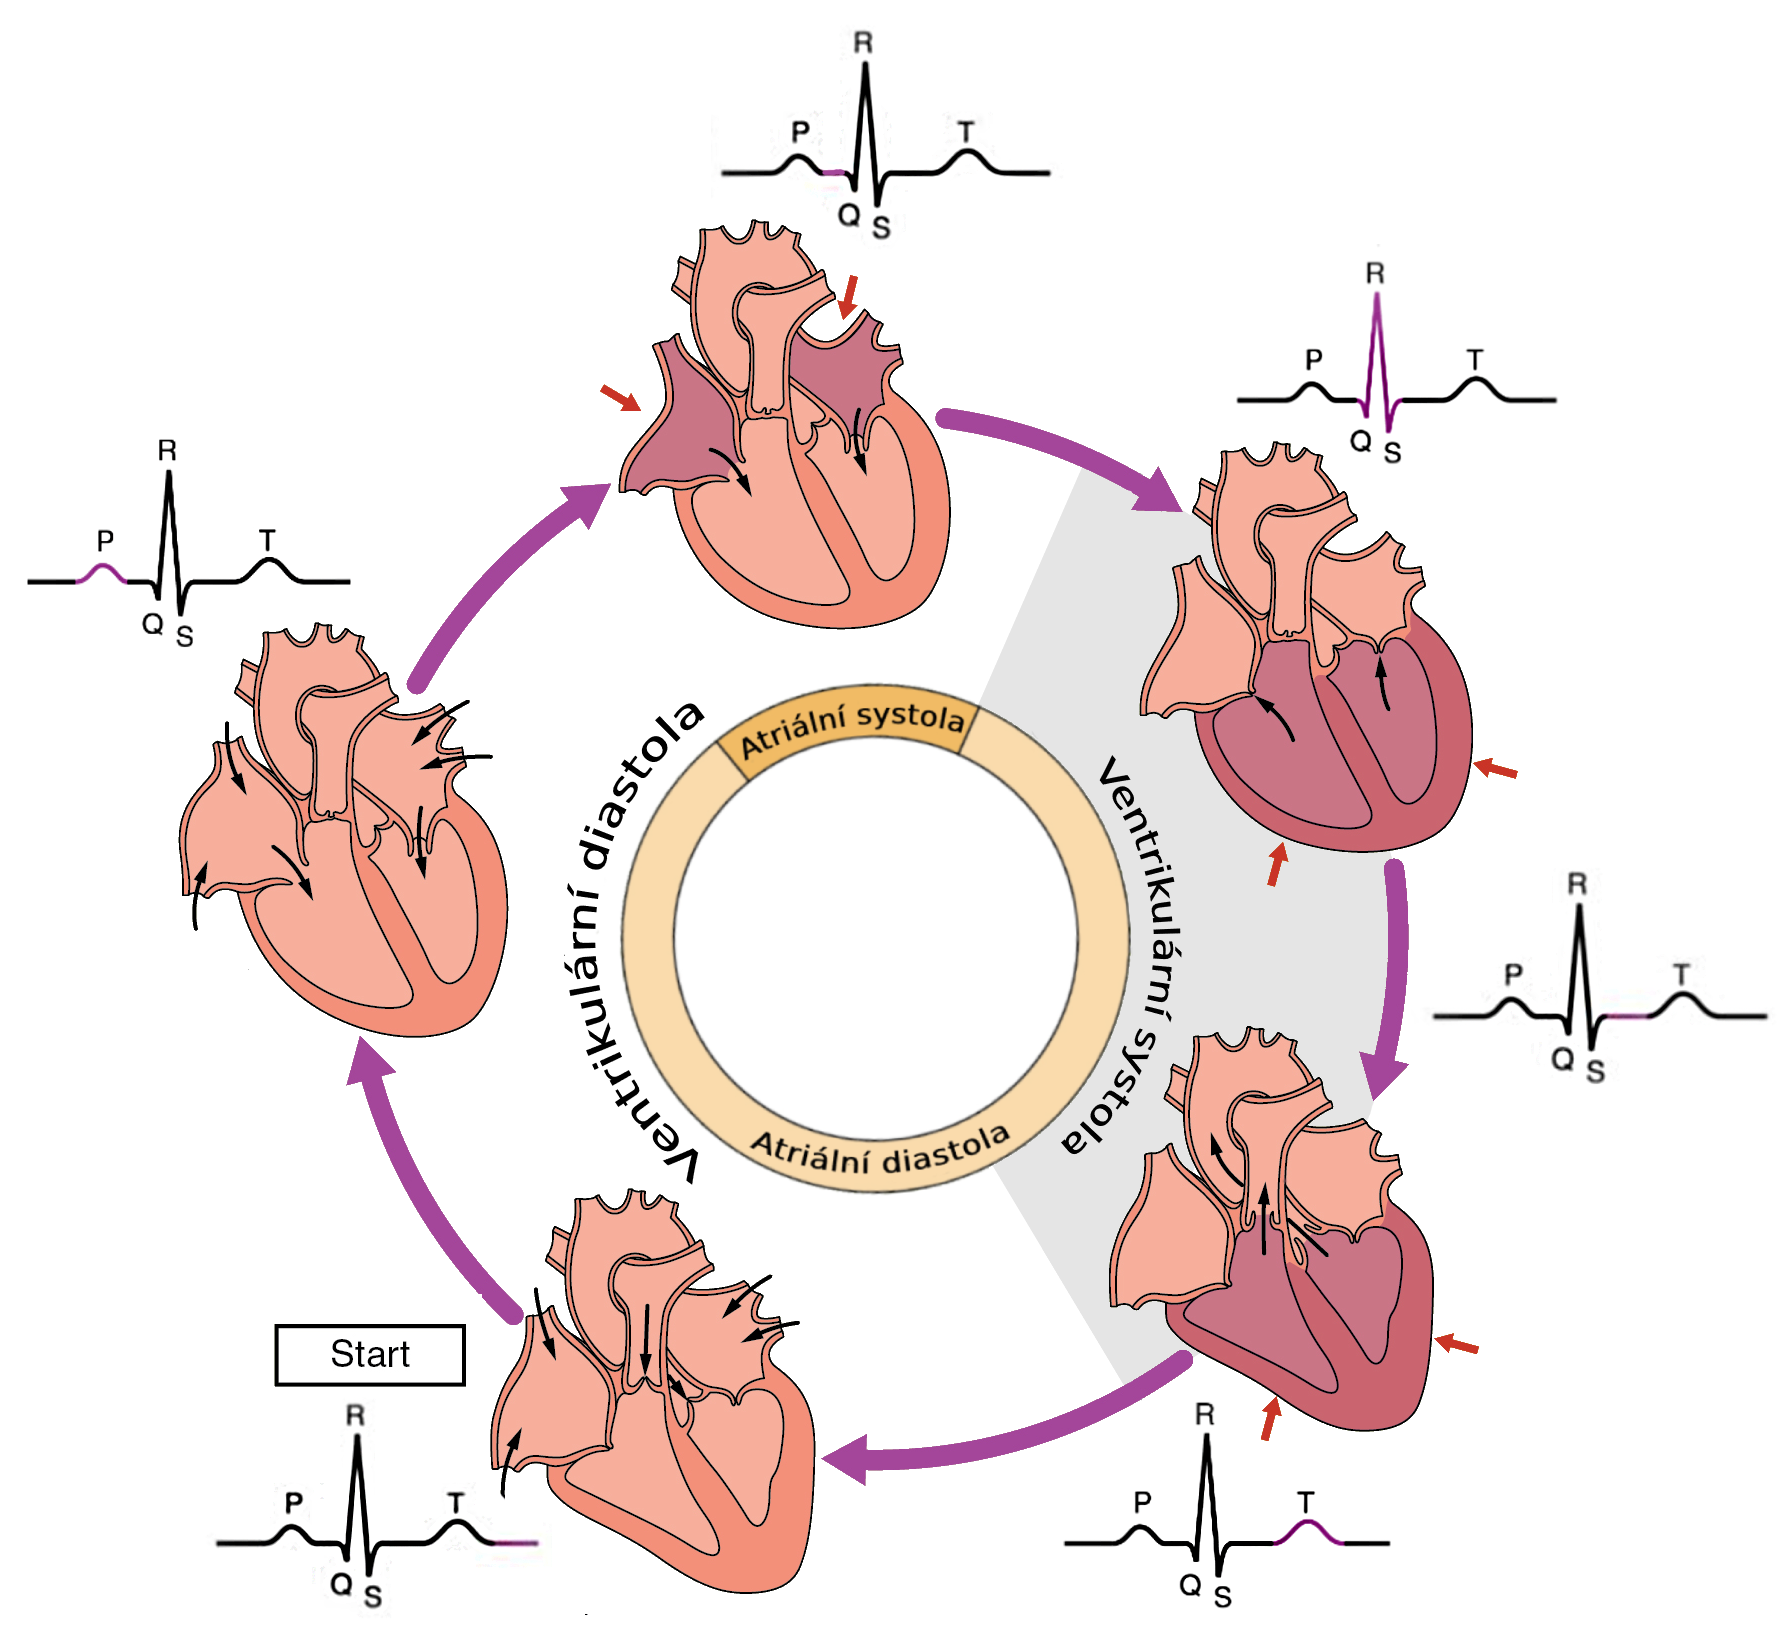 R
P
T
Q
S
R
P
T
Q
S
R
P
T
Q
S
Atriální systola
Ventrikulární diastola
Ventrikulární systola
Atriální diastola
R
P
T
Q
S
Start
R
P
T
Q
S
R
P
T
Q
S